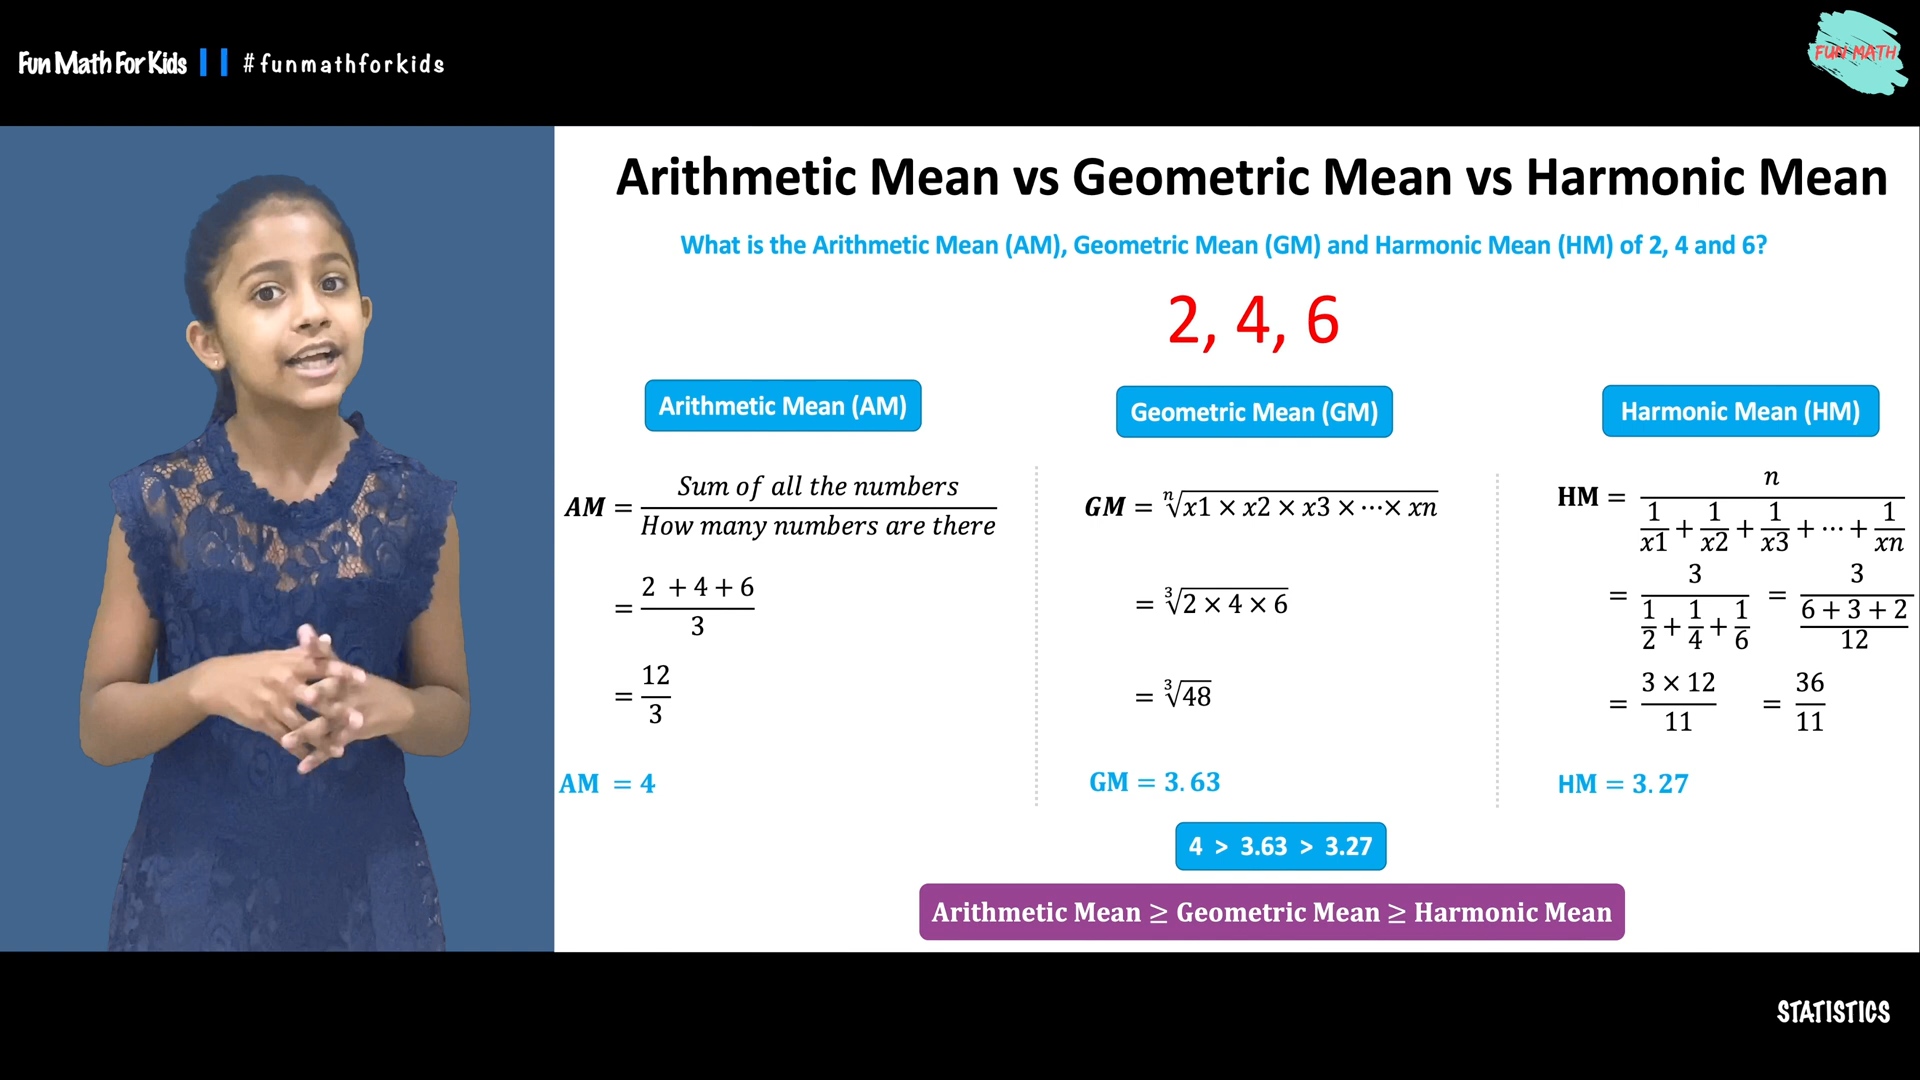 Fun Math For Kids || #funmathforkids
FUN MATH
Arithmetic Mean vs Geometric Mean vs Harmonic Mean
What is the Arithmetic Mean (AM), Geometric Mean (GM) and Harmonic Mean (HM) of 2, 4 and 6?
2, 4, 6
Arithmetic Mean (AM)
AM = Sum of all the numbers / How many numbers are there
= 2 + 4 + 6 / 3
= 12 / 3
AM = 4
Geometric Mean (GM)
GM = ⁿ√x1 × x2 × x3 × ⋯ × xn
= ³√2 × 4 × 6
= ³√48
GM = 3.63
Harmonic Mean (HM)
HM = n / 1/x1 + 1/x2 + 1/x3 + ⋯ + 1/xn
= 3 / 1/2 + 1/4 + 1/6 = 3 / 6 + 3 + 2 / 12
= 3 × 12 / 11 = 36 / 11
HM = 3.27
4 > 3.63 > 3.27
Arithmetic Mean ≥ Geometric Mean ≥ Harmonic Mean
STATISTICS